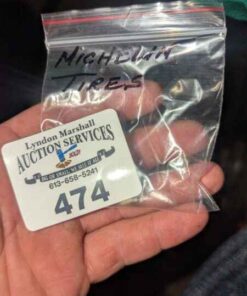 MICHELIN
TIRES
Lyndon Marshall
AUCTION SERVICES
613-658-5241
474